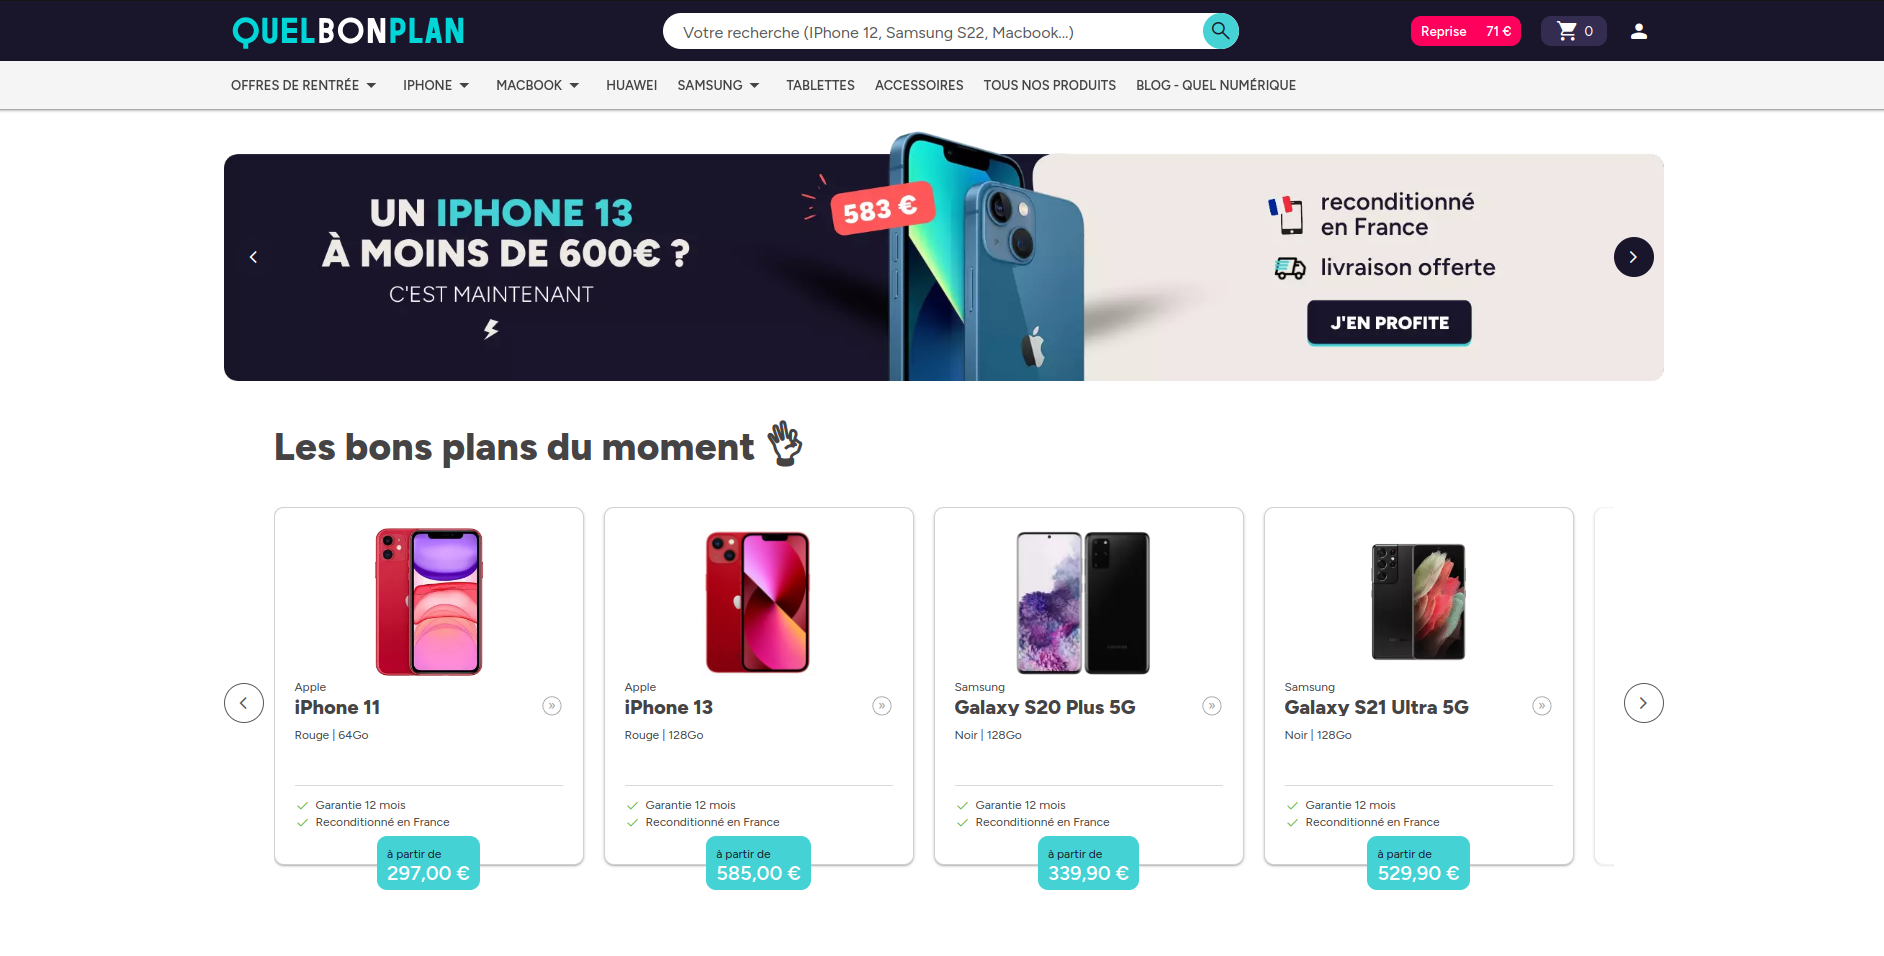 QUELBONPLAN
Votre recherche (IPhone 12, Samsung S22, Macbook...)
Reprise 71 €
0
OFFRES DE RENTRÉE
IPHONE
MACBOOK
HUAWEI
SAMSUNG
TABLETTES
ACCESSOIRES
TOUS NOS PRODUITS
BLOG - QUEL NUMÉRIQUE
UN IPHONE 13
À MOINS DE 600€ ?
C'EST MAINTENANT
583 €
reconditionné
en France
livraison offerte
J'EN PROFITE
Les bons plans du moment
Apple
iPhone 11
Rouge | 64Go
Garantie 12 mois
Reconditionné en France
à partir de
297,00 €
Apple
iPhone 13
Rouge | 128Go
Garantie 12 mois
Reconditionné en France
à partir de
585,00 €
Samsung
Galaxy S20 Plus 5G
Noir | 128Go
Garantie 12 mois
Reconditionné en France
à partir de
339,90 €
Samsung
Galaxy S21 Ultra 5G
Noir | 128Go
Garantie 12 mois
Reconditionné en France
à partir de
529,90 €